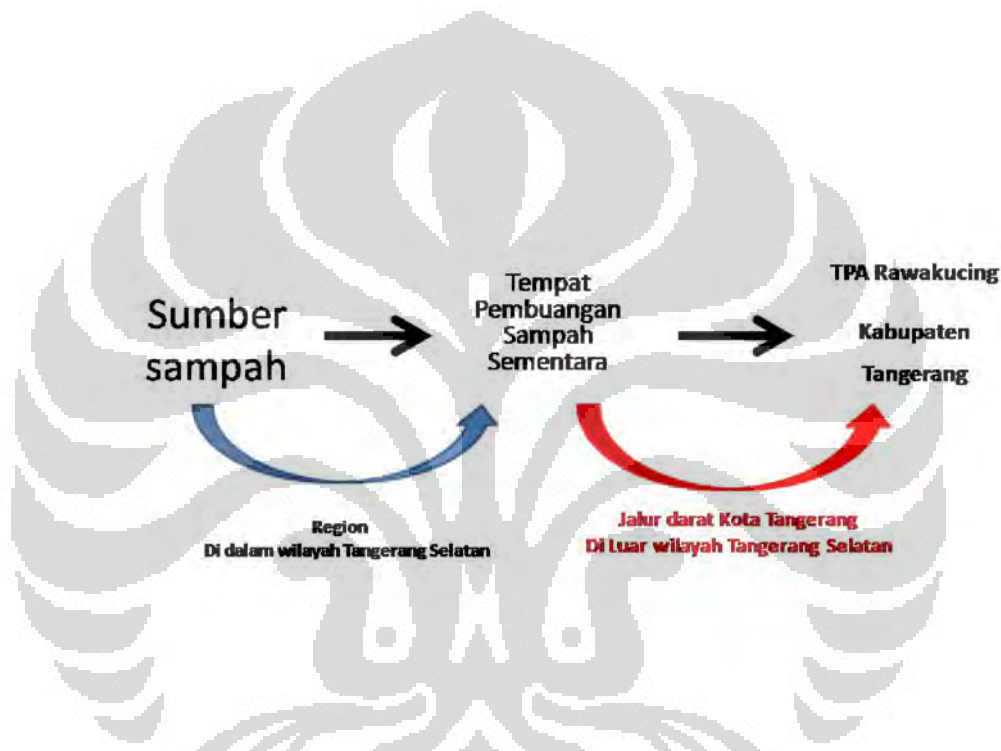 Sumber
sampah
Tempat
Pembuangan
Sampah
Sementara
TPA Rawakucing
Kabupaten
Tangerang
Region
Di dalam wilayah Tangerang Selatan
Jalur darat Kota Tangerang
Di Luar wilayah Tangerang Selatan